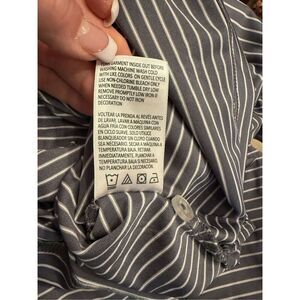 TURN GARMENT INSIDE OUT BEFORE
WASHING MACHINE WASH COLD
WITH LIKE COLORS ON GENTLE CYCLE
USE NON-CHLORINE BLEACH ONLY
WHEN NEEDED TUMBLE DRY LOW
REMOVE PROMPTLY LOW IRON IF
NECESSARY DO NOT IRON
DECORATION
VOLTEAR LA PRENDA AL REVÉS ANTES
DE LAVAR, LAVAR A MÁQUINA CON
AGUA FRÍA CON COLORES SIMILARES
EN CICLO SUAVE. SOLO UTILICE
BLANQUEADOR SIN CLORO CUANDO
SEA NECESARIO. SECAR A MÁQUINA A
TEMPERATURA BAJA. RETIRE
INMEDIATAMENTE. PLANCHAR A
TEMPERATURA BAJA SI ES NECESARIO.
NO PLANCHAR LA DECORACIÓN.